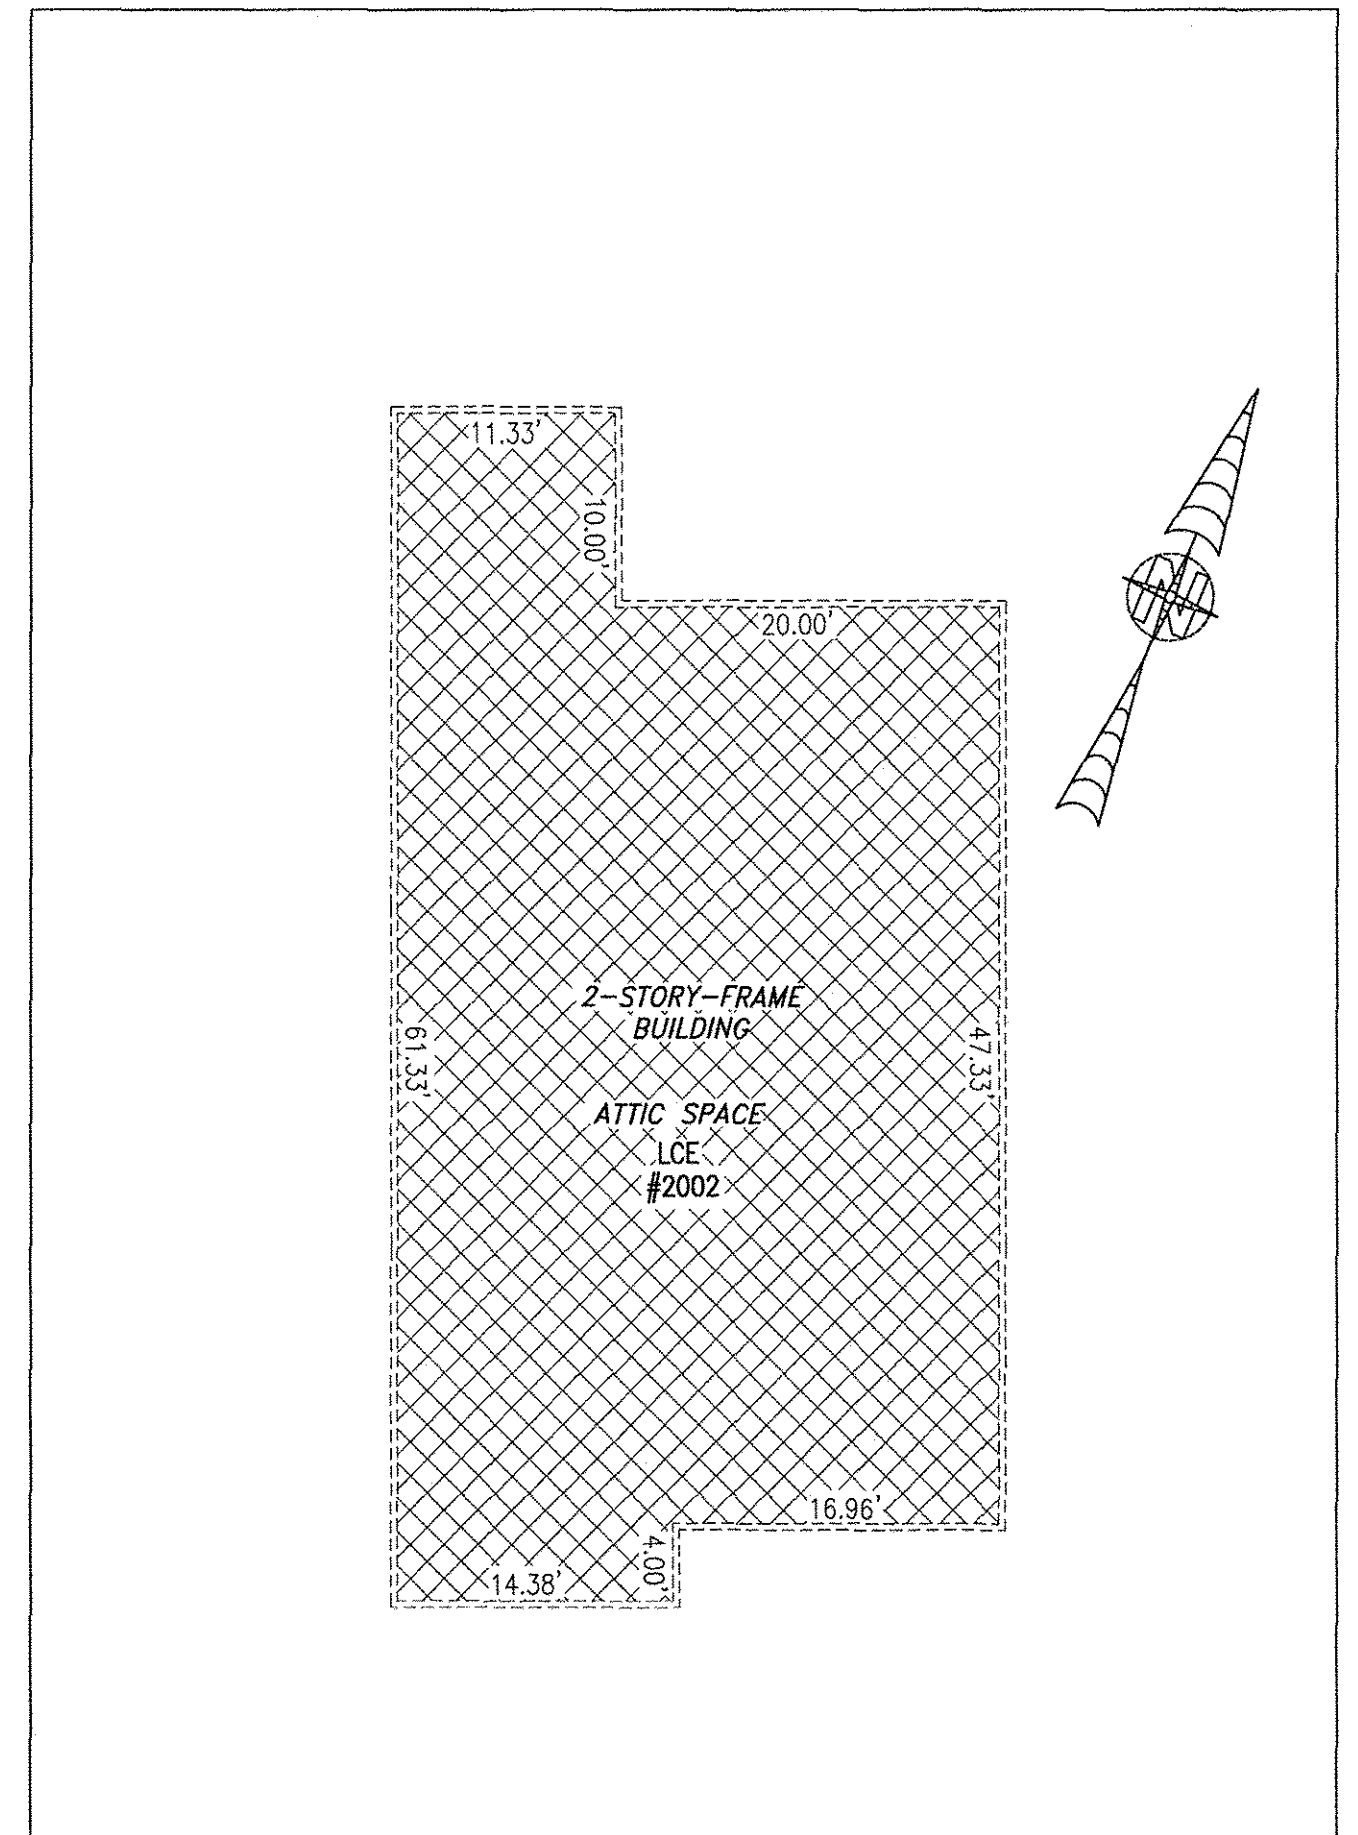 11.33'
10.00'
20.00'
2-STORY-FRAME
BUILDING
61.33'
47.33'
ATTIC SPACE
LCE
#2002
16.96'
4.00'
14.38'
N